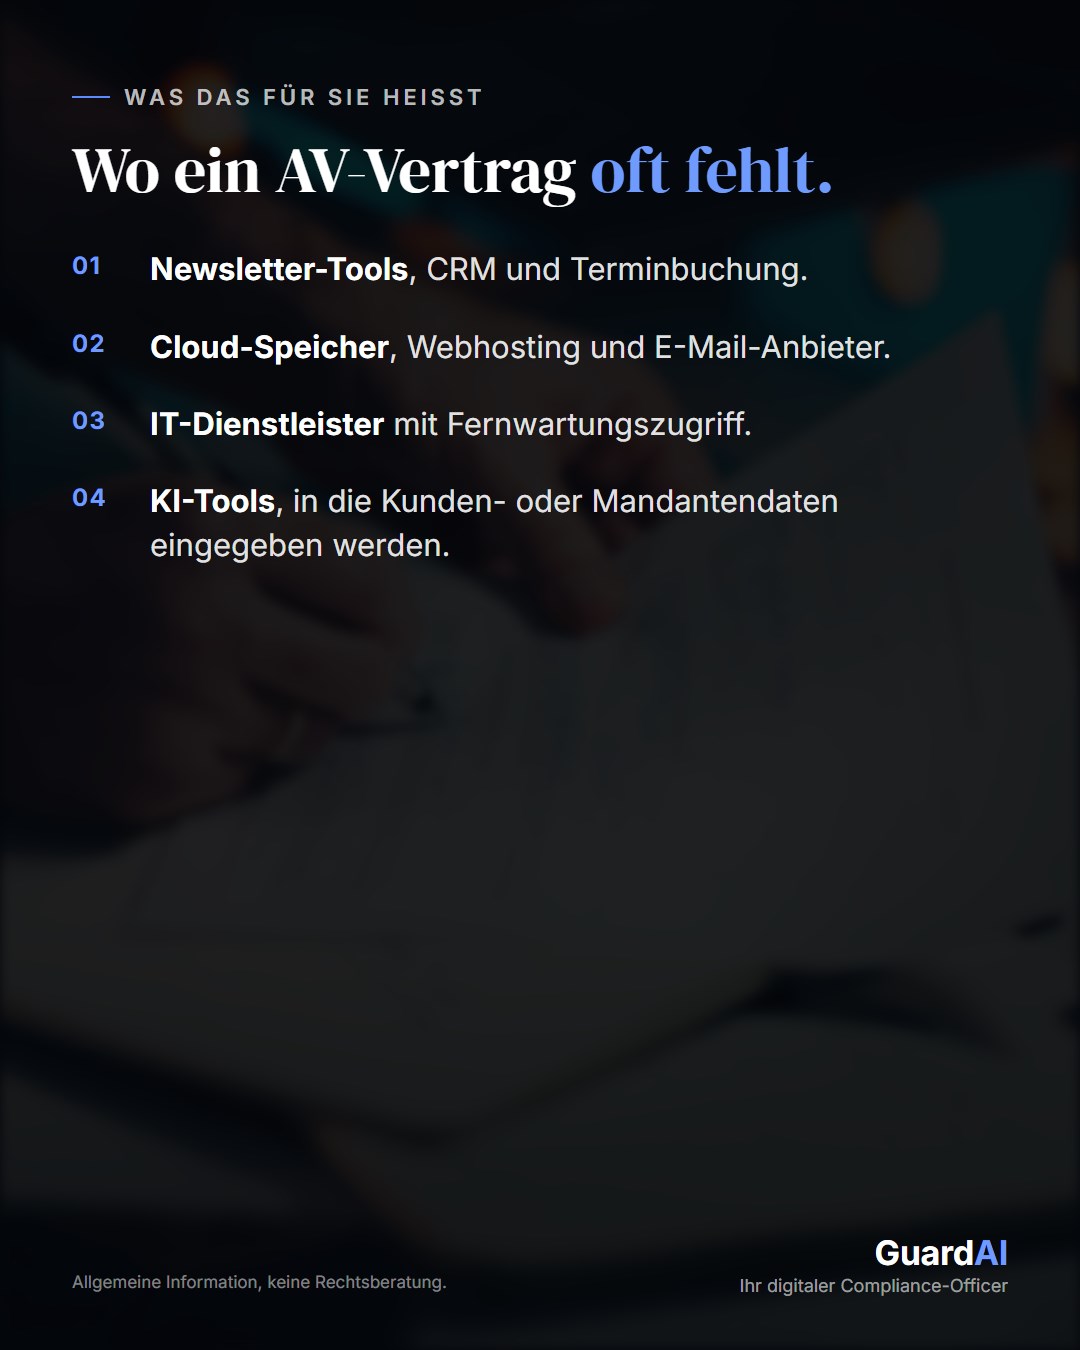 WAS DAS FÜR SIE HEISST
Wo ein AV-Vertrag oft fehlt.
01 Newsletter-Tools, CRM und Terminbuchung.
02 Cloud-Speicher, Webhosting und E-Mail-Anbieter.
03 IT-Dienstleister mit Fernwartungszugriff.
04 KI-Tools, in die Kunden- oder Mandantendaten
eingegeben werden.
GuardAI
Allgemeine Information, keine Rechtsberatung.
Ihr digitaler Compliance-Officer